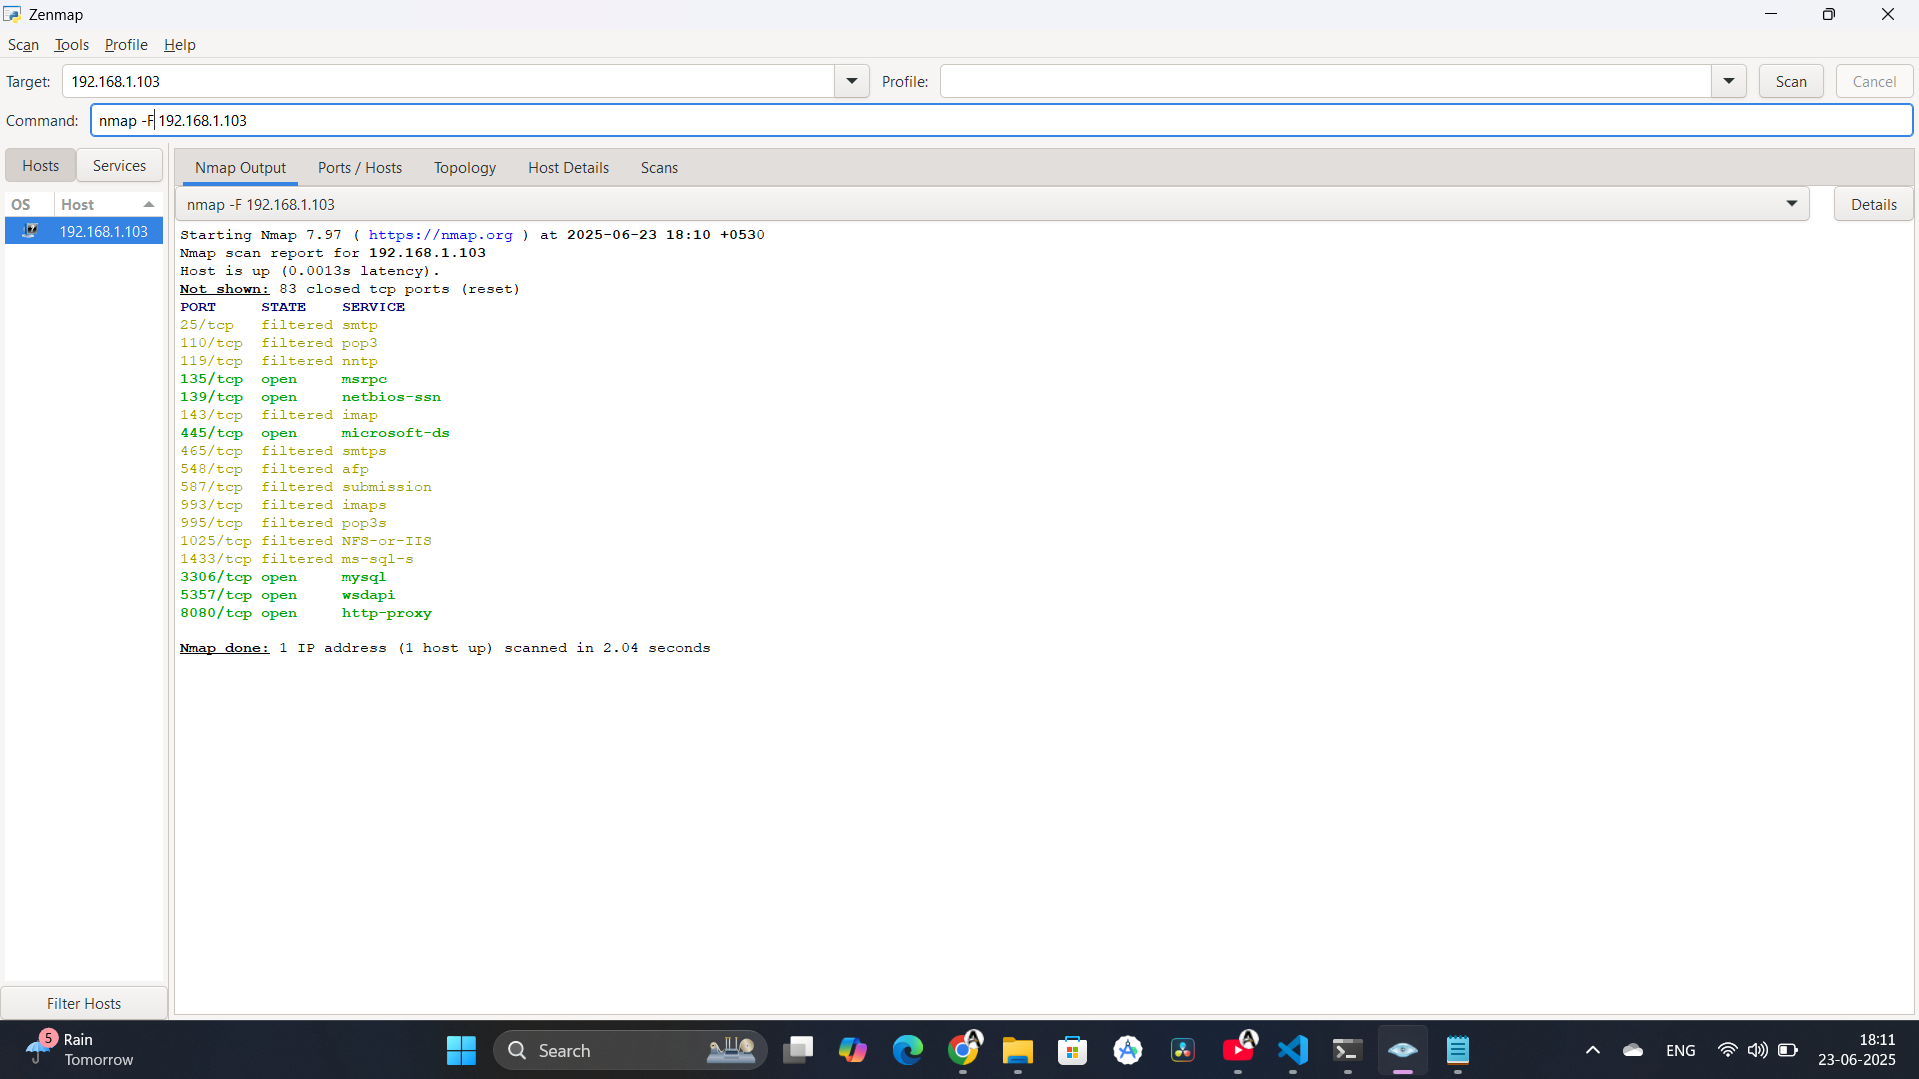 Zenmap
Scan Tools Profile Help
Target: 192.168.1.103 Profile: Scan Cancel
Command: nmap -F 192.168.1.103
Hosts Services
Nmap Output Ports / Hosts Topology Host Details Scans
OS Host
nmap -F 192.168.1.103 Details
192.168.1.103
Starting Nmap 7.97 ( https://nmap.org ) at 2025-06-23 18:10 +0530
Nmap scan report for 192.168.1.103
Host is up (0.0013s latency).
Not shown: 83 closed tcp ports (reset)
PORT STATE SERVICE
25/tcp filtered smtp
110/tcp filtered pop3
119/tcp filtered nntp
135/tcp open msrpc
139/tcp open netbios-ssn
143/tcp filtered imap
445/tcp open microsoft-ds
465/tcp filtered smtps
548/tcp filtered afp
587/tcp filtered submission
993/tcp filtered imaps
995/tcp filtered pop3s
1025/tcp filtered NFS-or-IIS
1433/tcp filtered ms-sql-s
3306/tcp open mysql
5357/tcp open wsdapi
8080/tcp open http-proxy
Nmap done: 1 IP address (1 host up) scanned in 2.04 seconds
Filter Hosts
5
Rain
Tomorrow
Search
A
A
ENG
18:11
23-06-2025